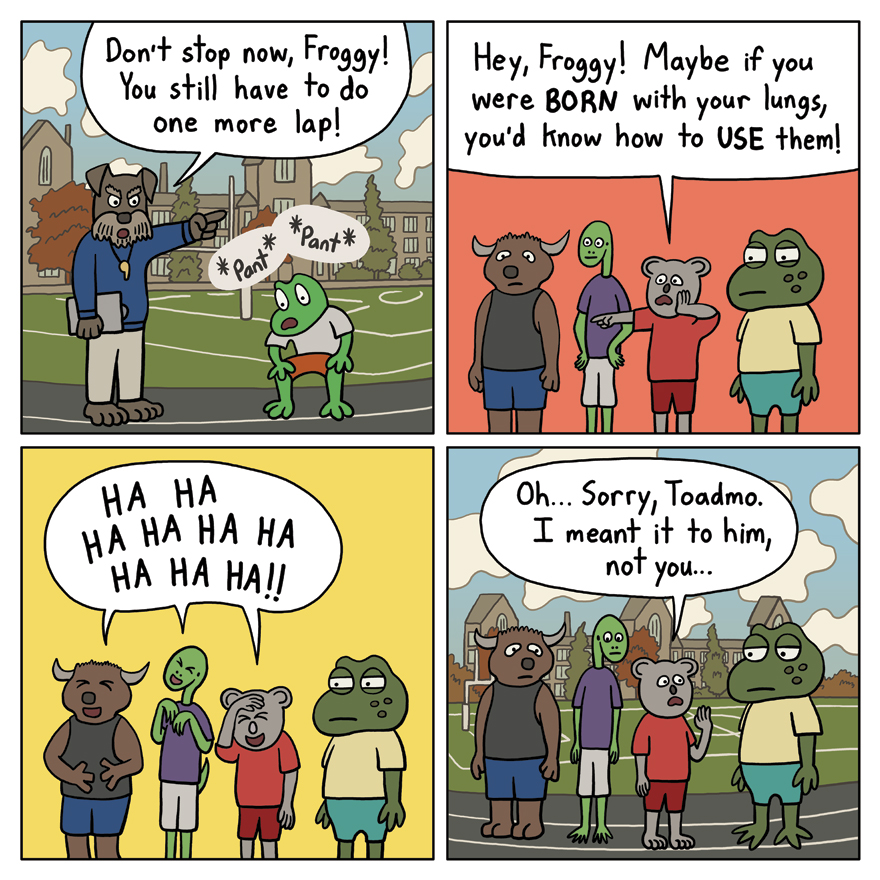 Don't stop now, Froggy!
You still have to do
one more lap!
*Pant*
*Pant*
Hey, Froggy! Maybe if you
were BORN with your lungs,
you'd know how to USE them!
HA HA
HA HA HA HA
HA HA HA!!
Oh... Sorry, Toadmo.
I meant it to him,
not you...